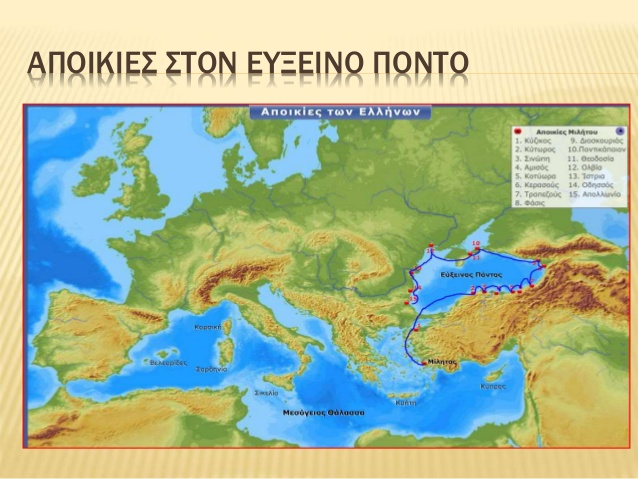 ΑΠΟΙΚΙΕΣ ΣΤΟΝ ΕΥΞΕΙΝΟ ΠΟΝΤΟ
Αποικίες των Ελλήνων
Αποικίες Μιλήτου
1. Κύζικος 9. Διοσκουριάς
2. Κύτωρος 10.Παντικάπαιον
3. Σινώπη 11. Θεοδοσία
4. Αμισός 12. Ολβία
5. Κοτύωρα 13. Ίστρια
6. Κερασούς 14. Οδησσός
7. Τραπεζούς 15. Απολλωνία
8. Φάσις
Εύξεινος Πόντος
Κορσική
Βαλεαρίδες
Σαρδηνία
Μίλητος
Σικελία
Κύπρος
Κρήτη
Μεσόγειος Θάλασσα